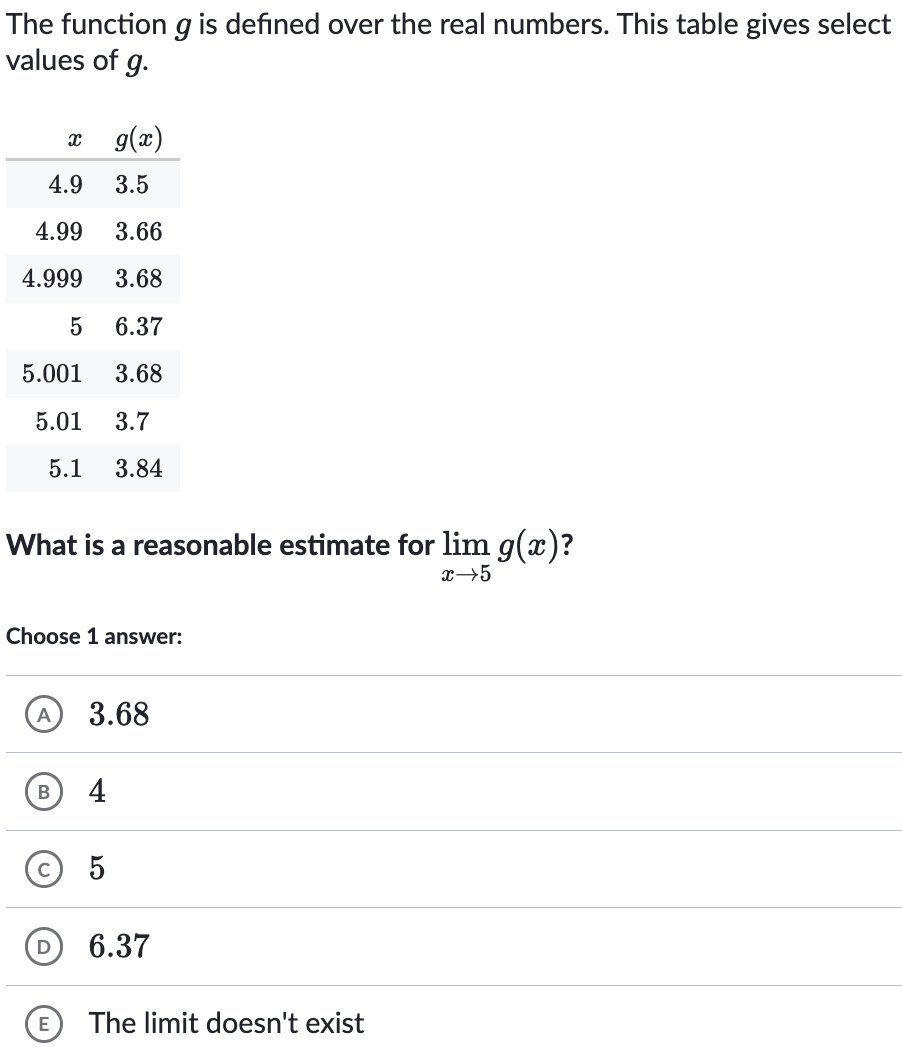 The function g is defined over the real numbers. This table gives select
values of g.
x g(x)
4.9 3.5
4.99 3.66
4.999 3.68
5 6.37
5.001 3.68
5.01 3.7
5.1 3.84
What is a reasonable estimate for lim g(x)?
x→5
Choose 1 answer:
A 3.68
B 4
C 5
D 6.37
E The limit doesn't exist